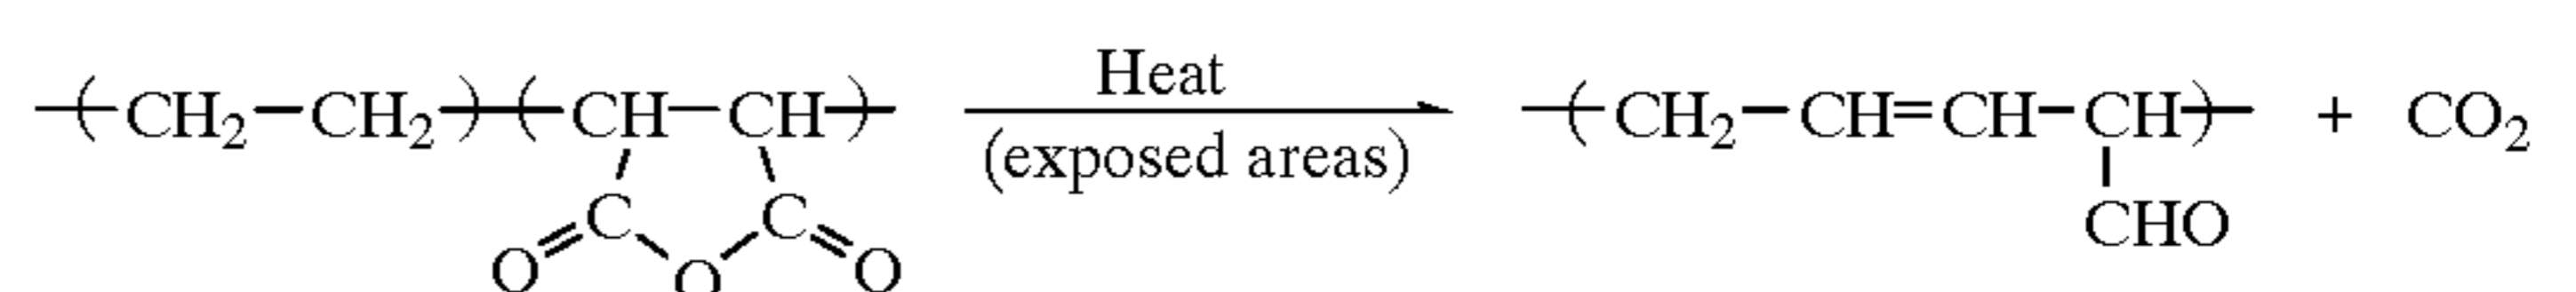 Heat
—(CH₂—CH₂)—(CH—CH)— (exposed areas) —(CH₂—CH=CH—CH)— + CO₂
C C CHO
O O O